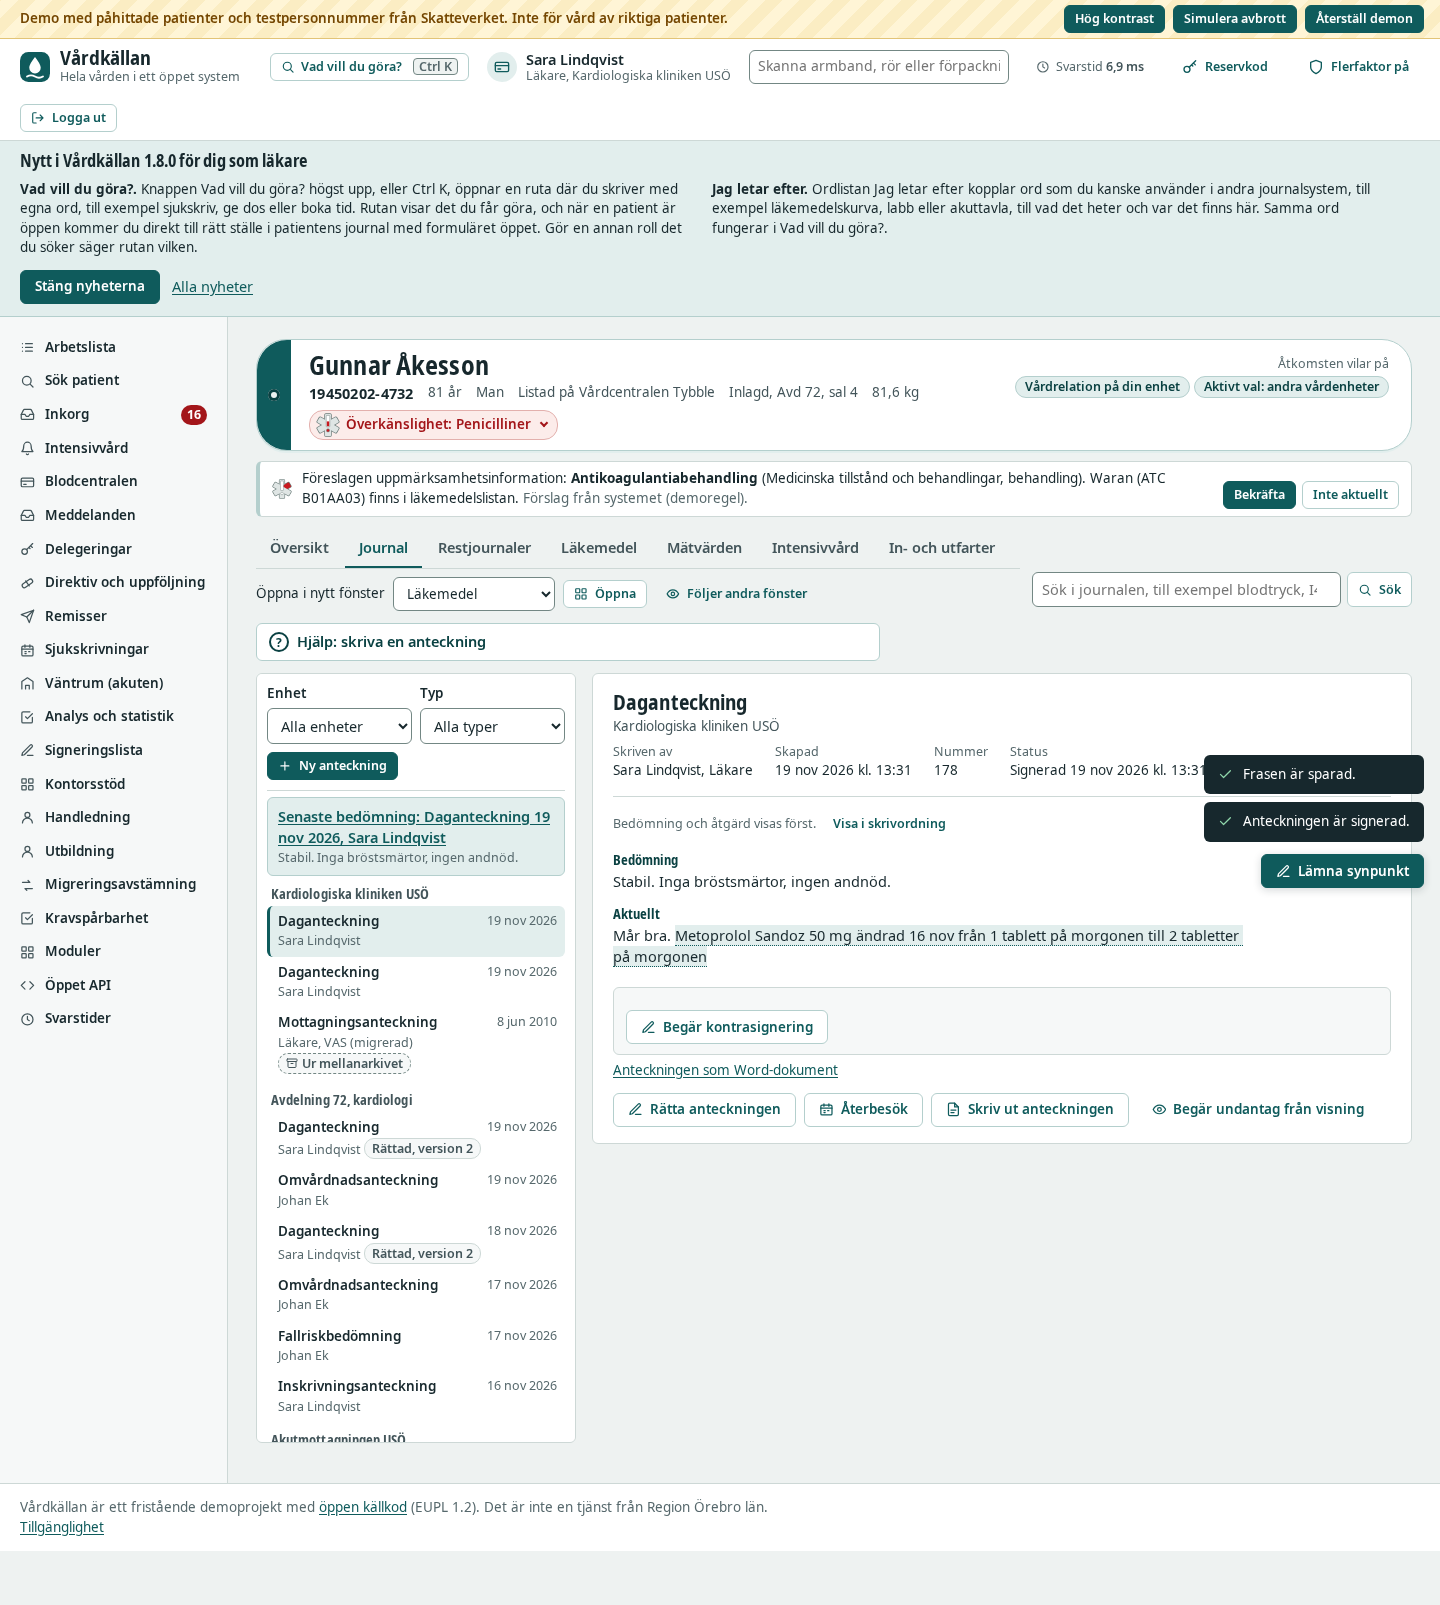 Demo med påhittade patienter och testpersonnummer från Skatteverket. Inte för vård av riktiga patienter.
Hög kontrast
Simulera avbrott
Återställ demon
Vårdkällan
Hela vården i ett öppet system
Vad vill du göra? Ctrl K
Sara Lindqvist
Läkare, Kardiologiska kliniken USÖ
Skanna armband, rör eller förpackni
Svarstid 6,9 ms
Reservkod
Flerfaktor på
Logga ut
Nytt i Vårdkällan 1.8.0 för dig som läkare
Vad vill du göra?. Knappen Vad vill du göra? högst upp, eller Ctrl K, öppnar en ruta där du skriver med
egna ord, till exempel sjukskriv, ge dos eller boka tid. Rutan visar det du får göra, och när en patient är
öppen kommer du direkt till rätt ställe i patientens journal med formuläret öppet. Gör en annan roll det
du söker säger rutan vilken.
Jag letar efter. Ordlistan Jag letar efter kopplar ord som du kanske använder i andra journalsystem, till
exempel läkemedelskurva, labb eller akuttavla, till vad det heter och var det finns här. Samma ord
fungerar i Vad vill du göra?.
Stäng nyheterna
Alla nyheter
Arbetslista
Sök patient
Inkorg 16
Intensivvård
Blodcentralen
Meddelanden
Delegeringar
Direktiv och uppföljning
Remisser
Sjukskrivningar
Väntrum (akuten)
Analys och statistik
Signeringslista
Kontorsstöd
Handledning
Utbildning
Migreringsavstämning
Kravspårbarhet
Moduler
Öppet API
Svarstider
Gunnar Åkesson
19450202-4732 81 år Man Listad på Vårdcentralen Tybble Inlagd, Avd 72, sal 4 81,6 kg
Överkänslighet: Penicilliner
Åtkomsten vilar på
Vårdrelation på din enhet
Aktivt val: andra vårdenheter
Föreslagen uppmärksamhetsinformation: Antikoagulantiabehandling (Medicinska tillstånd och behandlingar, behandling). Waran (ATC
B01AA03) finns i läkemedelslistan. Förslag från systemet (demoregel).
Bekräfta
Inte aktuellt
Översikt
Journal
Restjournaler
Läkemedel
Mätvärden
Intensivvård
In- och utfarter
Öppna i nytt fönster
Läkemedel
Öppna
Följer andra fönster
Sök i journalen, till exempel blodtryck, I4
Sök
? Hjälp: skriva en anteckning
Enhet
Typ
Alla enheter
Alla typer
Ny anteckning
Senaste bedömning: Daganteckning 19
nov 2026, Sara Lindqvist
Stabil. Inga bröstsmärtor, ingen andnöd.
Kardiologiska kliniken USÖ
Daganteckning 19 nov 2026
Sara Lindqvist
Daganteckning 19 nov 2026
Sara Lindqvist
Mottagningsanteckning 8 jun 2010
Läkare, VAS (migrerad)
Ur mellanarkivet
Avdelning 72, kardiologi
Daganteckning 19 nov 2026
Sara Lindqvist Rättad, version 2
Omvårdnadsanteckning 19 nov 2026
Johan Ek
Daganteckning 18 nov 2026
Sara Lindqvist Rättad, version 2
Omvårdnadsanteckning 17 nov 2026
Johan Ek
Fallriskbedömning 17 nov 2026
Johan Ek
Inskrivningsanteckning 16 nov 2026
Sara Lindqvist
Akutmottagningen USÖ
Daganteckning
Kardiologiska kliniken USÖ
Skriven av
Sara Lindqvist, Läkare
Skapad
19 nov 2026 kl. 13:31
Nummer
178
Status
Signerad 19 nov 2026 kl. 13:31
Frasen är sparad.
Anteckningen är signerad.
Lämna synpunkt
Bedömning och åtgärd visas först. Visa i skrivordning
Bedömning
Stabil. Inga bröstsmärtor, ingen andnöd.
Aktuellt
Mår bra. Metoprolol Sandoz 50 mg ändrad 16 nov från 1 tablett på morgonen till 2 tabletter
på morgonen
Begär kontrasignering
Anteckningen som Word-dokument
Rätta anteckningen
Återbesök
Skriv ut anteckningen
Begär undantag från visning
Vårdkällan är ett fristående demoprojekt med öppen källkod (EUPL 1.2). Det är inte en tjänst från Region Örebro län.
Tillgänglighet